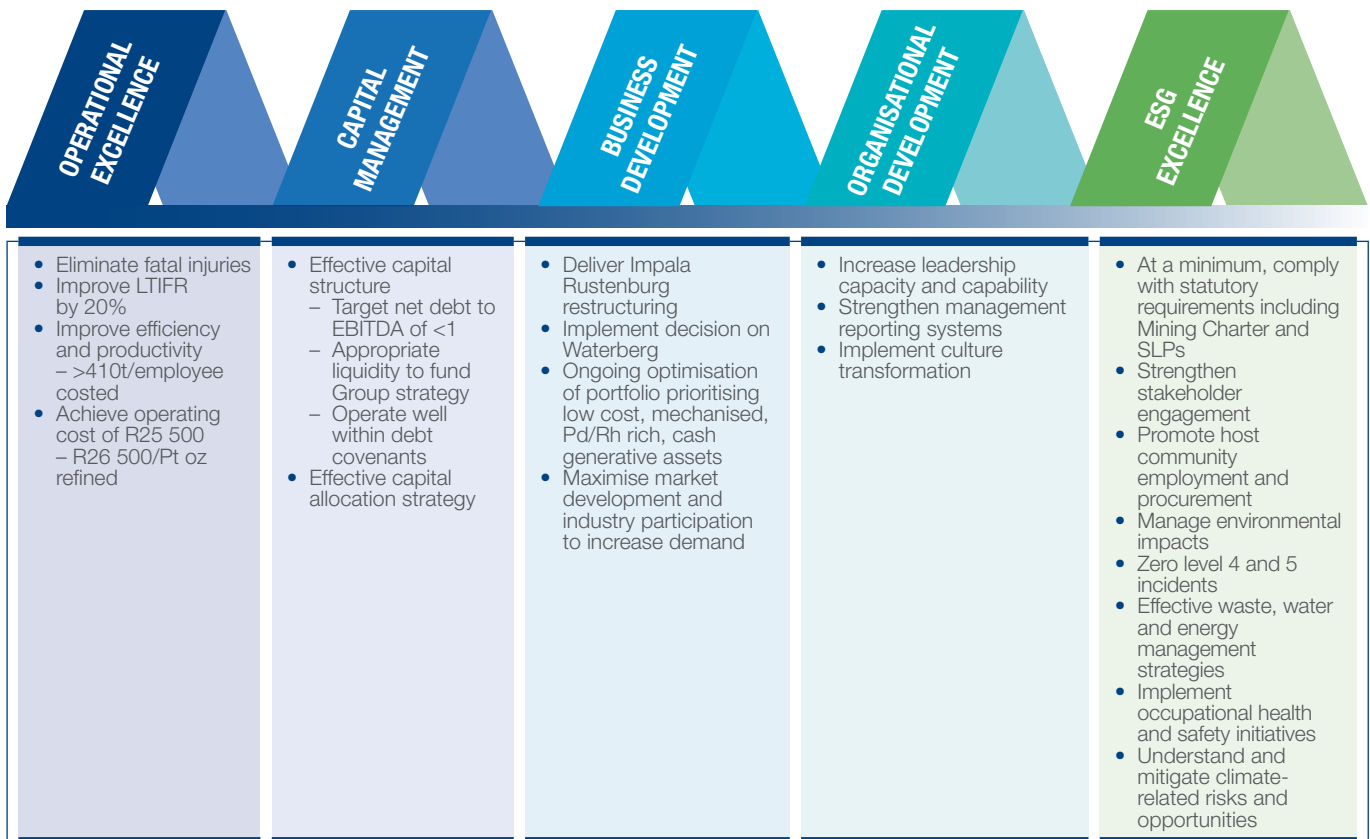 OPERATIONAL
EXCELLENCE
CAPITAL
MANAGEMENT
BUSINESS
DEVELOPMENT
ORGANISATIONAL
DEVELOPMENT
ESG
EXCELLENCE
• Eliminate fatal injuries
• Improve LTIFR
by 20%
• Improve efficiency
and productivity
– >410t/employee
costed
• Achieve operating
cost of R25 500
– R26 500/Pt oz
refined
• Effective capital
structure
– Target net debt to
EBITDA of <1
– Appropriate
liquidity to fund
Group strategy
– Operate well
within debt
covenants
• Effective capital
allocation strategy
• Deliver Impala
Rustenburg
restructuring
• Implement decision on
Waterberg
• Ongoing optimisation
of portfolio prioritising
low cost, mechanised,
Pd/Rh rich, cash
generative assets
• Maximise market
development and
industry participation
to increase demand
• Increase leadership
capacity and capability
• Strengthen management
reporting systems
• Implement culture
transformation
• At a minimum, comply
with statutory
requirements including
Mining Charter and
SLPs
• Strengthen
stakeholder
engagement
• Promote host
community
employment and
procurement
• Manage environmental
impacts
• Zero level 4 and 5
incidents
• Effective waste, water
and energy
management
strategies
• Implement
occupational health
and safety initiatives
• Understand and
mitigate climate-
related risks and
opportunities